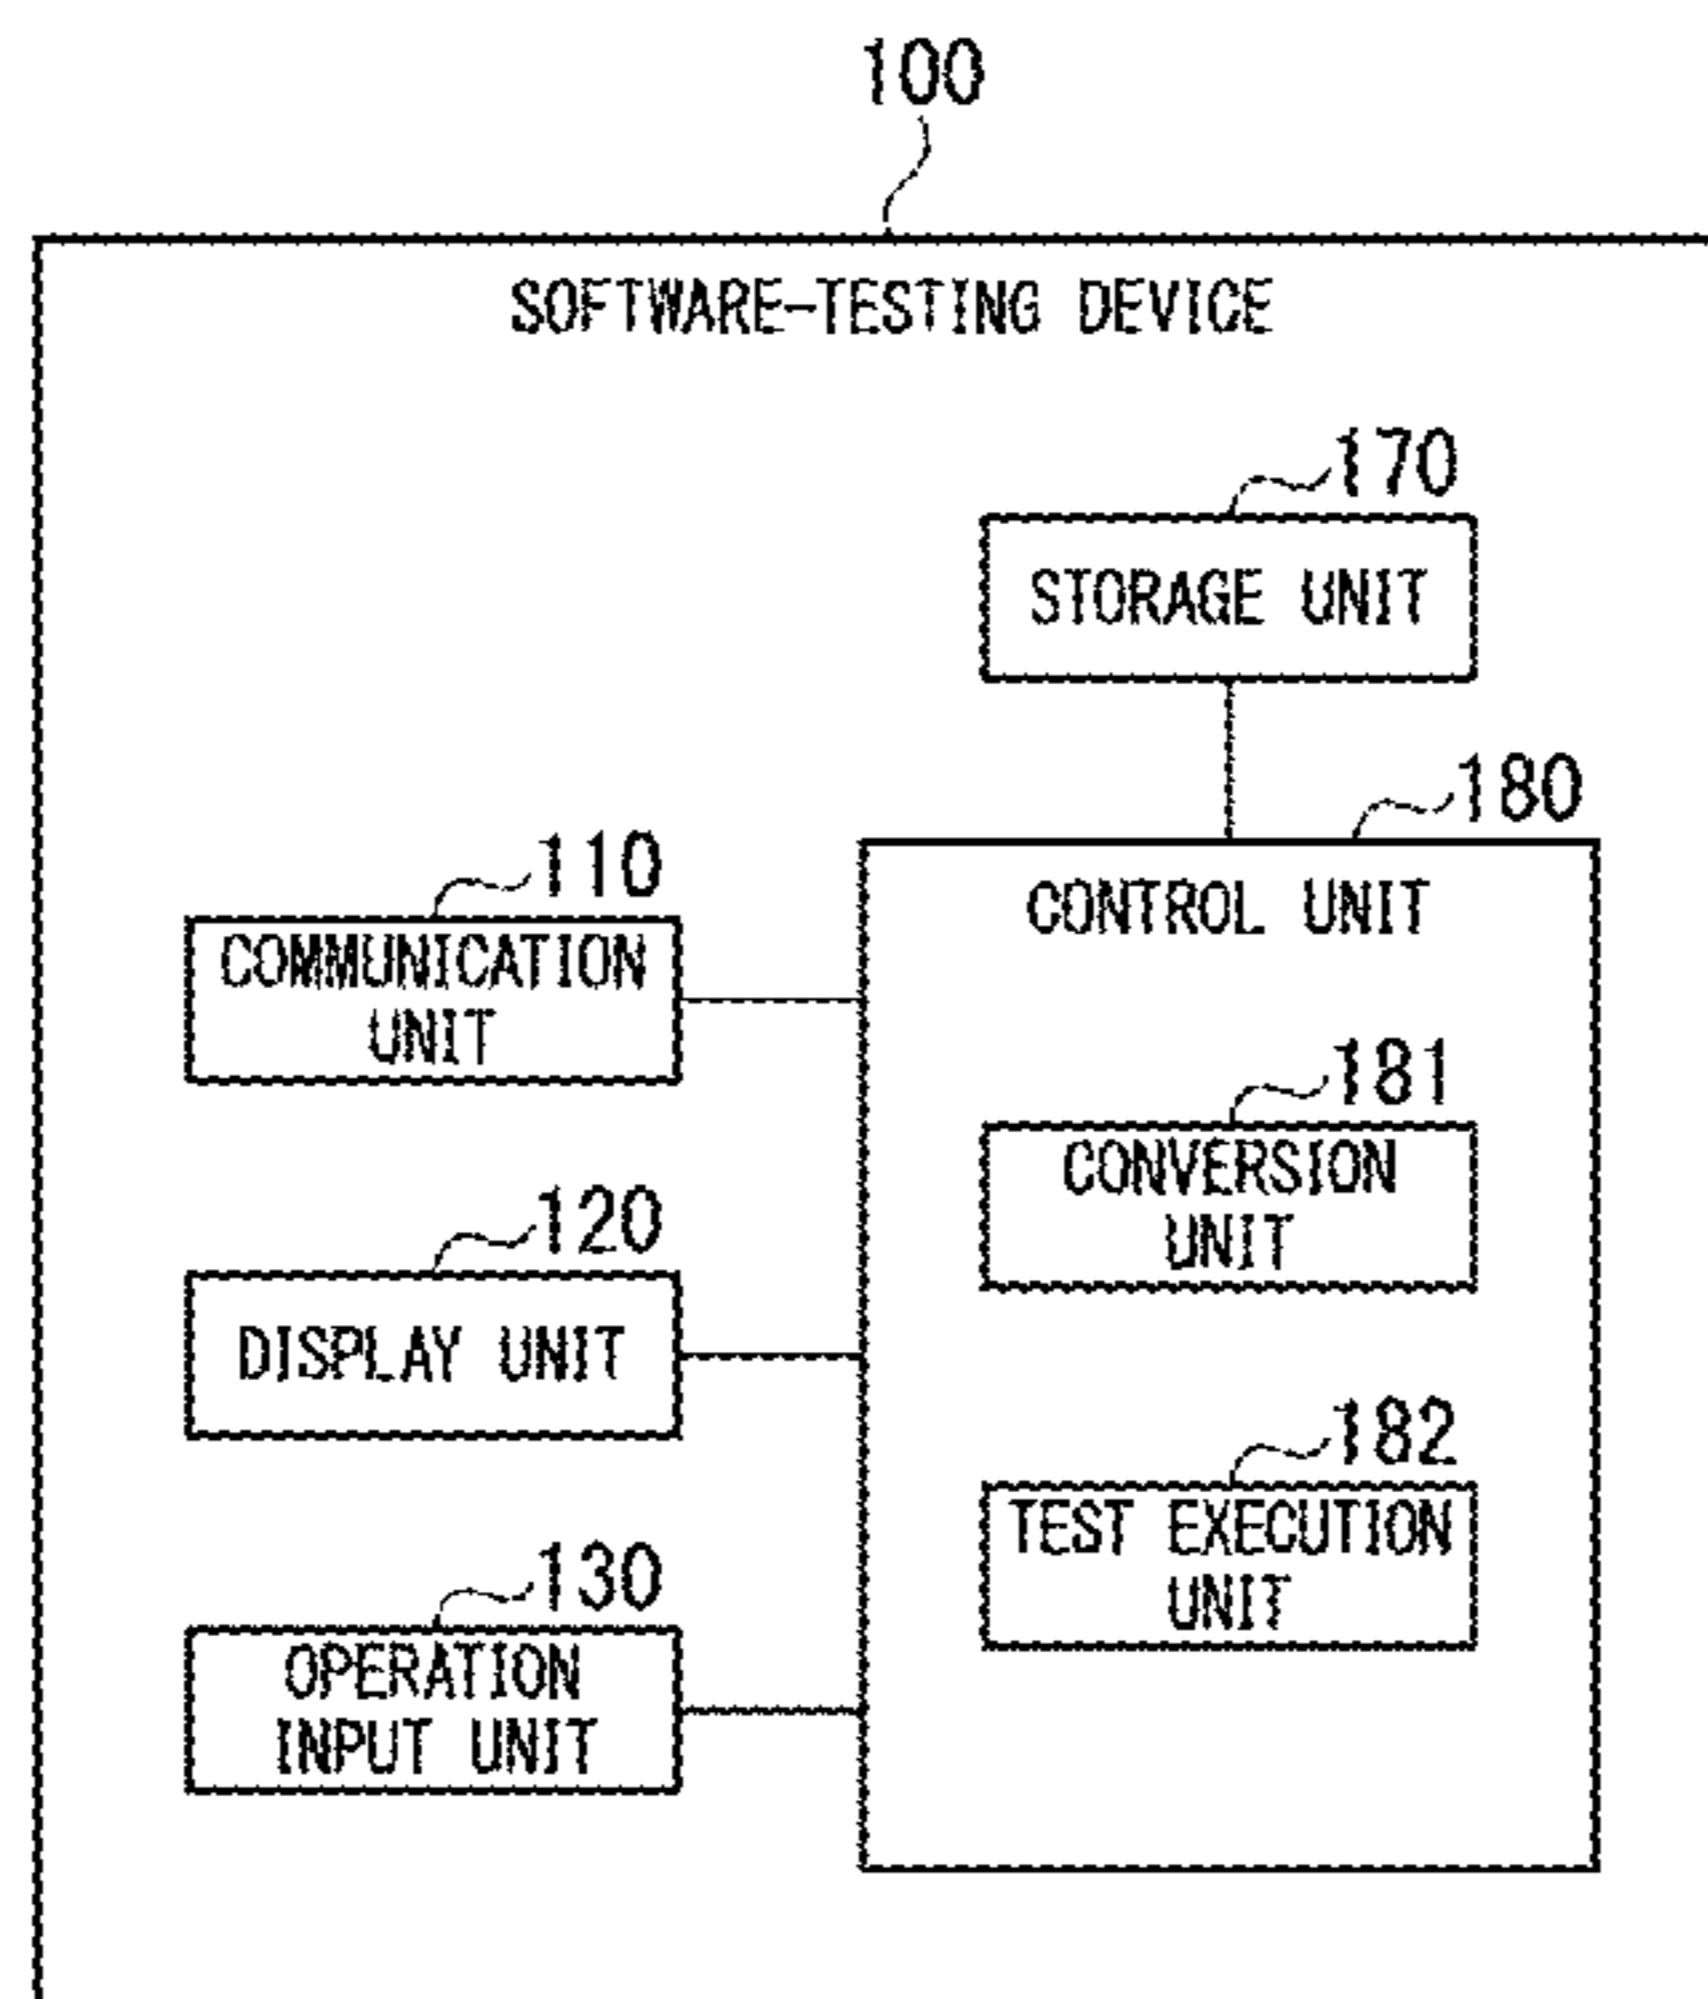 100
SOFTWARE-TESTING DEVICE
170
STORAGE UNIT
180
CONTROL UNIT
110
COMMUNICATION
UNIT
181
CONVERSION
UNIT
120
DISPLAY UNIT
182
TEST EXECUTION
UNIT
130
OPERATION
INPUT UNIT